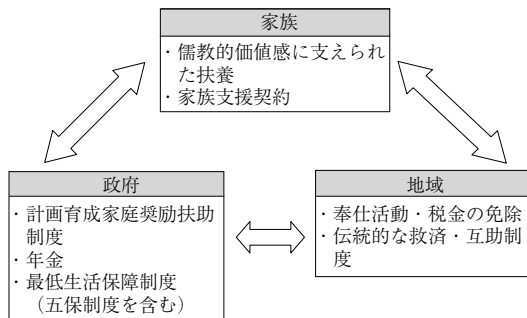 家族
・儒教的価値感に支えられ
た扶養
・家族支援契約
政府
・計画育成家庭奨励扶助
制度
・年金
・最低生活保障制度
（五保制度を含む）
地域
・奉仕活動・税金の免除
・伝統的な救済・互助制
度